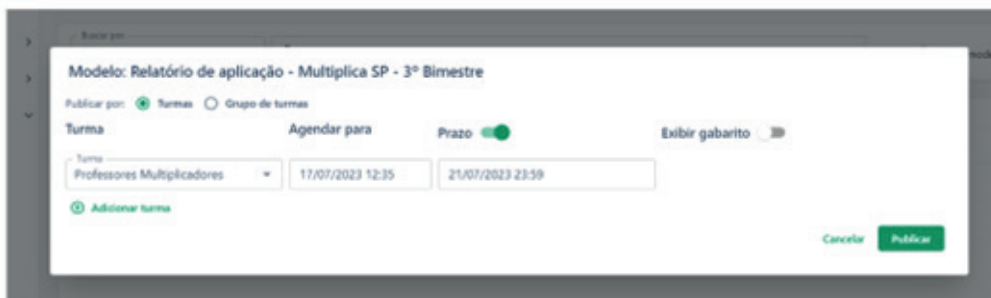 Buscar por
Modelo: Relatório de aplicação - Multiplica SP - 3º Bimestre
Publicar por: Turmas Grupo de turmas
Turma Agendar para Prazo Exibir gabarito
Turma
Professores Multiplicadores 17/07/2023 12:35 21/07/2023 23:59
Adicionar turma
Cancelar Publicar